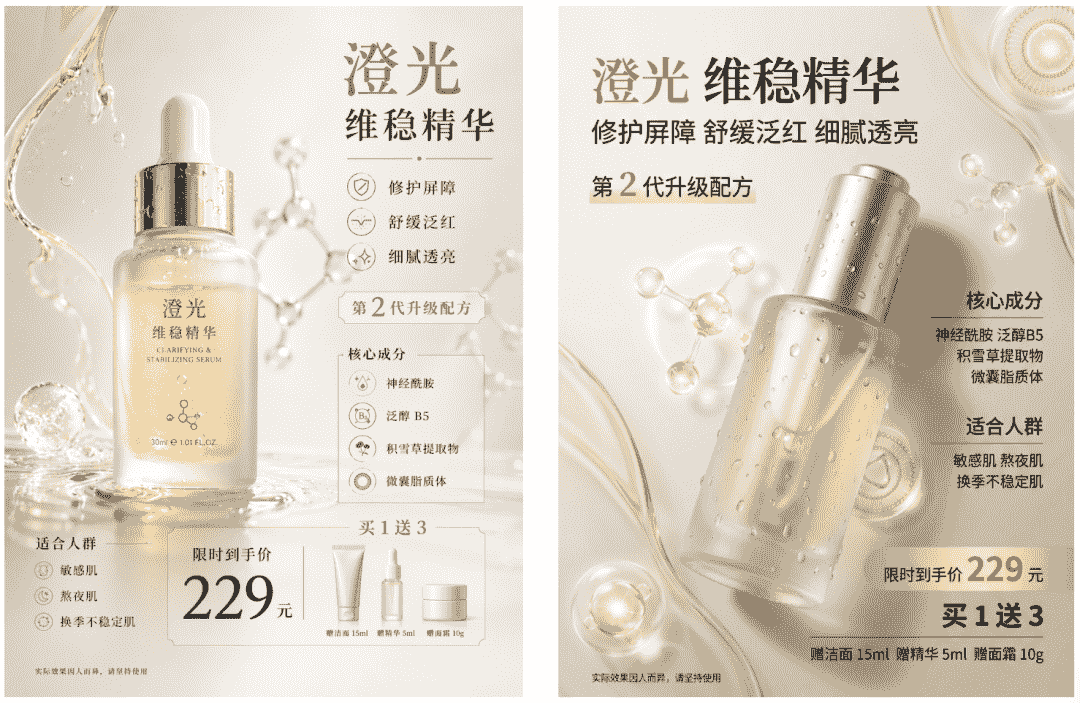 澄光
维稳精华
修护屏障
舒缓泛红
细腻透亮
第2代升级配方
核心成分
神经酰胺
B5
泛醇 B5
积雪草提取物
微囊脂质体
澄光
维稳精华
CLARIFYING &
STABILIZING SERUM
30ml ℮ 1.01 FL.OZ.
适合人群
敏感肌
熬夜肌
换季不稳定肌
买1送3
限时到手价
229元
赠洁面 15ml 赠精华 5ml 赠面霜 10g
实际效果因人而异，请坚持使用
澄光 维稳精华
修护屏障 舒缓泛红 细腻透亮
第2代升级配方
核心成分
神经酰胺 泛醇B5
积雪草提取物
微囊脂质体
适合人群
敏感肌 熬夜肌
换季不稳定肌
限时到手价 229 元
买1送3
赠洁面 15ml 赠精华 5ml 赠面霜 10g
实际效果因人而异，请坚持使用